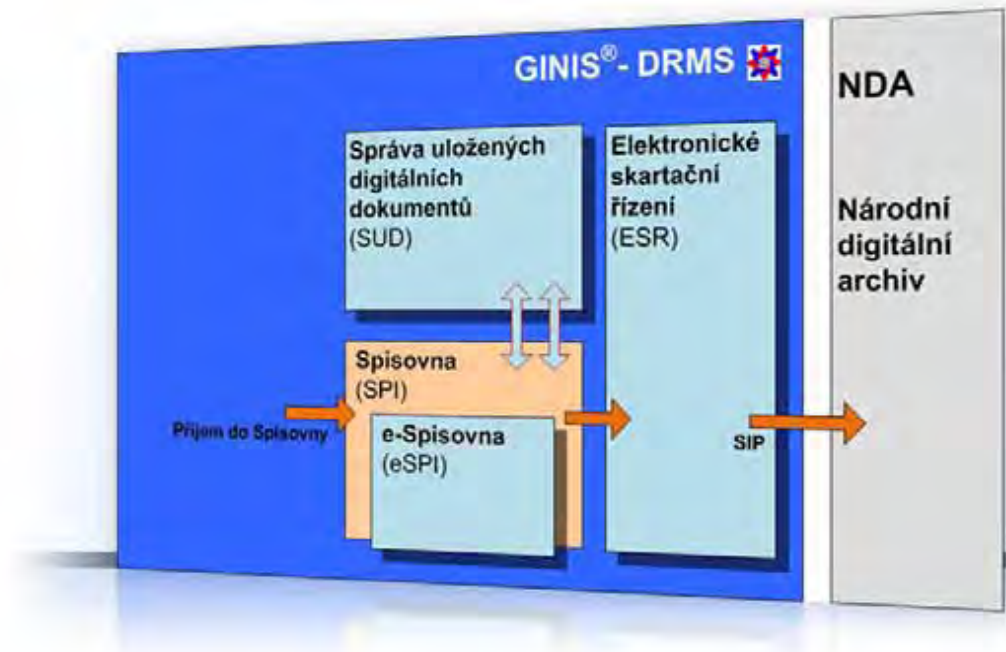 GINIS®- DRMS
NDA
Národní
digitální
archiv
Správa uložených
digitálních
dokumentů
(SUD)
Elektronické
skartační
řízení
(ESR)
Spisovna
(SPI)
Příjem do Spisovny
e-Spisovna
(eSPI)
SIP